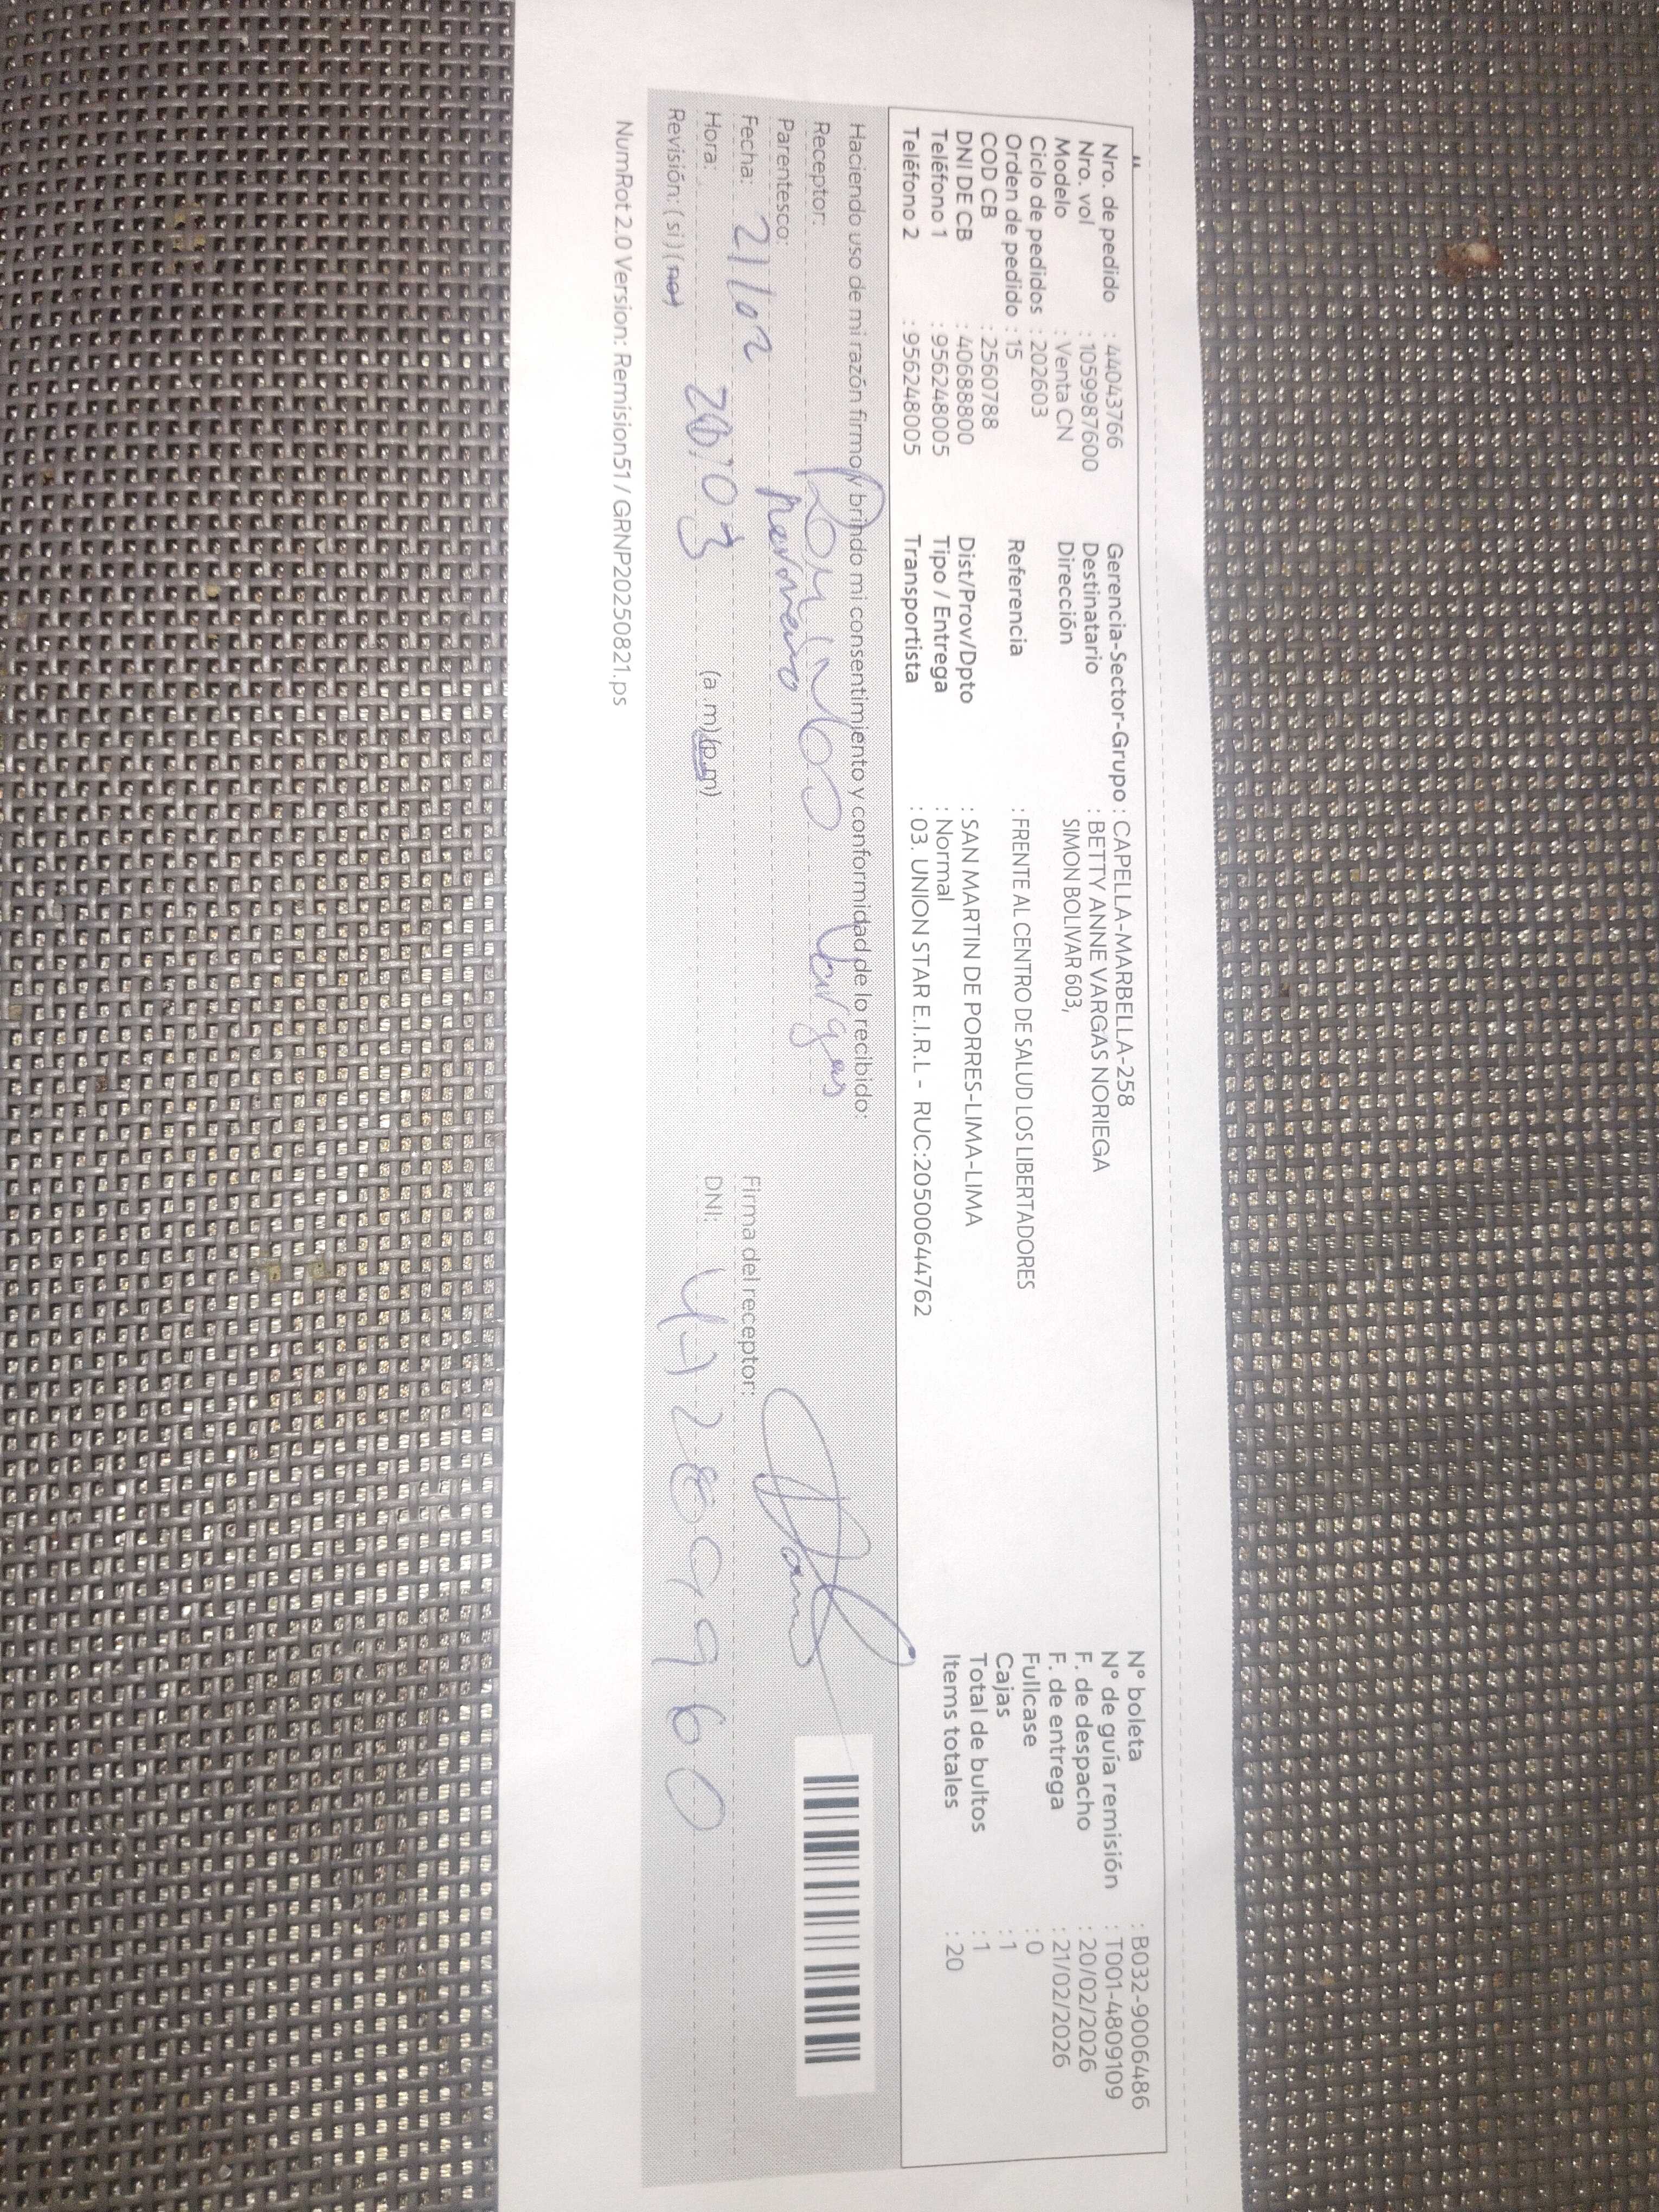 Nro. de pedido : 44043766
Nro. vol : 1059987600
Modelo : Venta CN
Ciclo de pedidos : 202603
Orden de pedido : 15
COD CB : 2560788
DNI DE CB : 40688800
Teléfono 1 : 956248005
Teléfono 2 : 956248005
Gerencia-Sector-Grupo : CAPELLA-MARBELLA-258
Destinatario : BETTY ANNE VARGAS NORIEGA
Dirección SIMON BOLIVAR 603,
Referencia : FRENTE AL CENTRO DE SALUD LOS LIBERTADORES
Dist/Prov/Dpto : SAN MARTIN DE PORRES-LIMA-LIMA
Tipo / Entrega : Normal
Transportista : 03. UNION STAR E.I.R.L - RUC:20500644762
N° boleta : B032-9006486
N° de guía remisión : T001-4809109
F. de despacho : 20/02/2026
F. de entrega : 21/02/2026
Fullcase : 0
Cajas : 1
Total de bultos : 1
Items totales : 20
Haciendo uso de mi razón firmo y brindo mi consentimiento y conformidad de lo recibido:
Receptor: Vargas
Parentesco:
Fecha: 21/02
Hora: (a m) (p.m)
Revisión: (si) (no)
Firma del receptor:
DNI:
NumRot 2.0 Version: Remision51 / GRNP20250821.ps